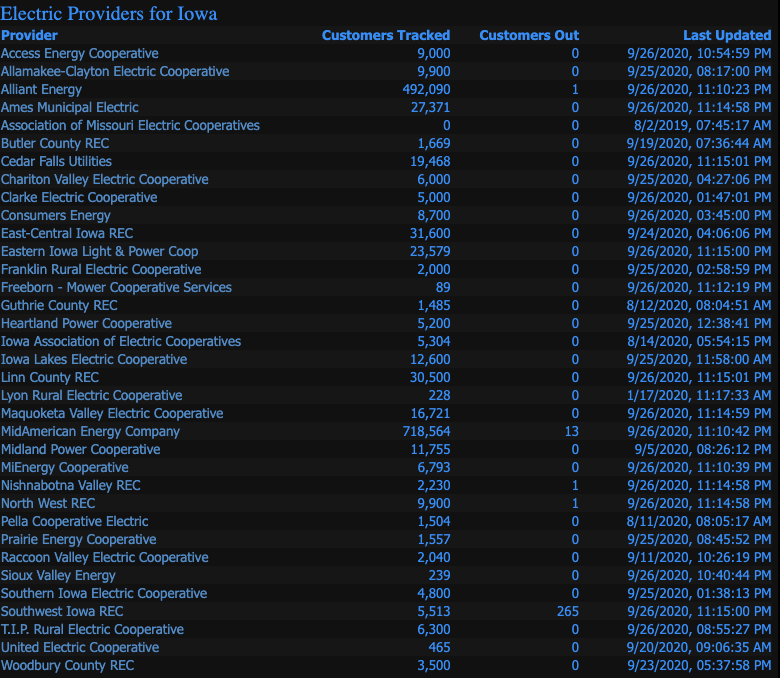 Electric Providers for Iowa
Provider Customers Tracked Customers Out Last Updated
Access Energy Cooperative 9,000 0 9/26/2020, 10:54:59 PM
Allamakee-Clayton Electric Cooperative 9,900 0 9/25/2020, 08:17:00 PM
Alliant Energy 492,090 1 9/26/2020, 11:10:23 PM
Ames Municipal Electric 27,371 0 9/26/2020, 11:14:58 PM
Association of Missouri Electric Cooperatives 0 0 8/2/2019, 07:45:17 AM
Butler County REC 1,669 0 9/19/2020, 07:36:44 AM
Cedar Falls Utilities 19,468 0 9/26/2020, 11:15:01 PM
Chariton Valley Electric Cooperative 6,000 0 9/25/2020, 04:27:06 PM
Clarke Electric Cooperative 5,000 0 9/26/2020, 01:47:01 PM
Consumers Energy 8,700 0 9/26/2020, 03:45:00 PM
East-Central Iowa REC 31,600 0 9/24/2020, 04:06:06 PM
Eastern Iowa Light & Power Coop 23,579 0 9/26/2020, 11:15:00 PM
Franklin Rural Electric Cooperative 2,000 0 9/25/2020, 02:58:59 PM
Freeborn - Mower Cooperative Services 89 0 9/26/2020, 11:12:19 PM
Guthrie County REC 1,485 0 8/12/2020, 08:04:51 AM
Heartland Power Cooperative 5,200 0 9/25/2020, 12:38:41 PM
Iowa Association of Electric Cooperatives 5,304 0 8/14/2020, 05:54:15 PM
Iowa Lakes Electric Cooperative 12,600 0 9/25/2020, 11:58:00 AM
Linn County REC 30,500 0 9/26/2020, 11:15:01 PM
Lyon Rural Electric Cooperative 228 0 1/17/2020, 11:17:33 AM
Maquoketa Valley Electric Cooperative 16,721 0 9/26/2020, 11:14:59 PM
MidAmerican Energy Company 718,564 13 9/26/2020, 11:10:42 PM
Midland Power Cooperative 11,755 0 9/5/2020, 08:26:12 PM
MiEnergy Cooperative 6,793 0 9/26/2020, 11:10:39 PM
Nishnabotna Valley REC 2,230 1 9/26/2020, 11:14:58 PM
North West REC 9,900 1 9/26/2020, 11:14:58 PM
Pella Cooperative Electric 1,504 0 8/11/2020, 08:05:17 AM
Prairie Energy Cooperative 1,557 0 9/25/2020, 08:45:52 PM
Raccoon Valley Electric Cooperative 2,040 0 9/11/2020, 10:26:19 PM
Sioux Valley Energy 239 0 9/26/2020, 10:40:44 PM
Southern Iowa Electric Cooperative 4,800 0 9/25/2020, 01:38:13 PM
Southwest Iowa REC 5,513 265 9/26/2020, 11:15:00 PM
T.I.P. Rural Electric Cooperative 6,300 0 9/26/2020, 08:55:27 PM
United Electric Cooperative 465 0 9/20/2020, 09:06:35 AM
Woodbury County REC 3,500 0 9/23/2020, 05:37:58 PM